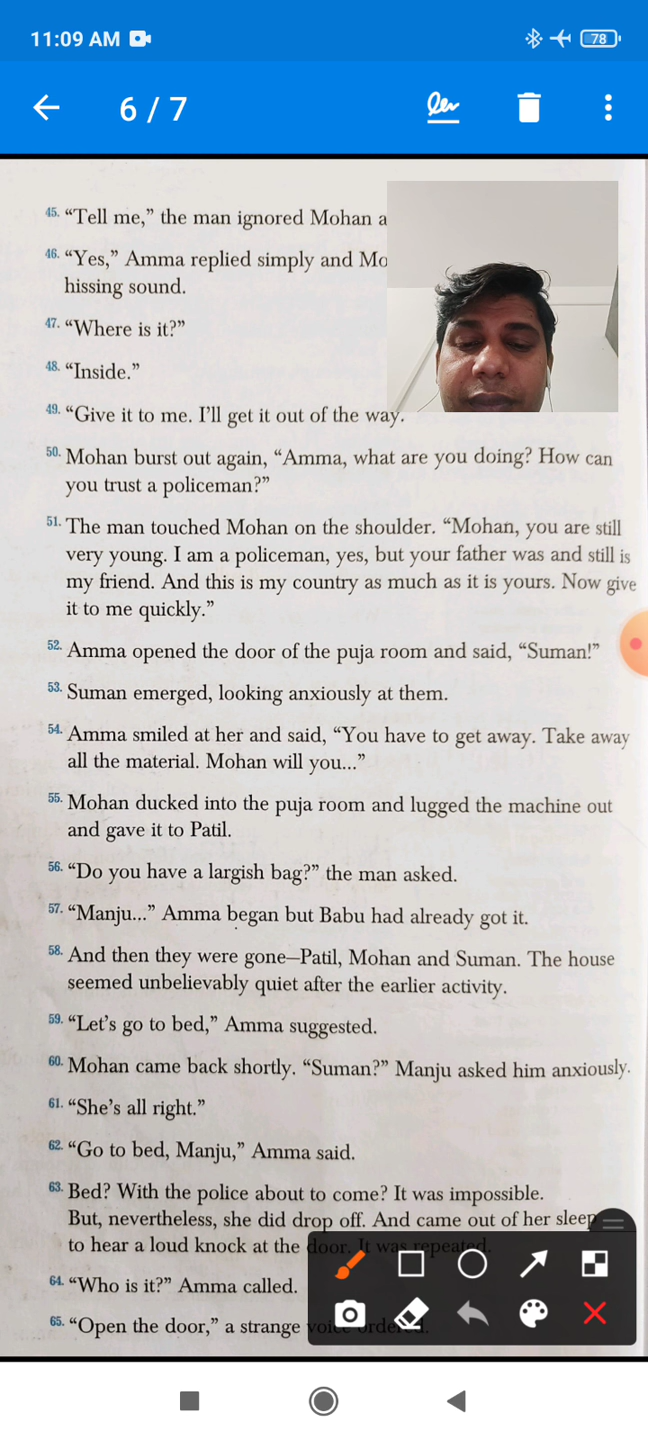 11:09 AM
78
6 / 7
45. “Tell me,” the man ignored Mohan a
46. “Yes,” Amma replied simply and Mo
hissing sound.
47. “Where is it?”
48. “Inside.”
49. “Give it to me. I’ll get it out of the way.
50. Mohan burst out again, “Amma, what are you doing? How can
you trust a policeman?”
51. The man touched Mohan on the shoulder. “Mohan, you are still
very young. I am a policeman, yes, but your father was and still is
my friend. And this is my country as much as it is yours. Now give
it to me quickly.”
52. Amma opened the door of the puja room and said, “Suman!”
53. Suman emerged, looking anxiously at them.
54. Amma smiled at her and said, “You have to get away. Take away
all the material. Mohan will you...”
55. Mohan ducked into the puja room and lugged the machine out
and gave it to Patil.
56. “Do you have a largish bag?” the man asked.
57. “Manju...” Amma began but Babu had already got it.
58. And then they were gone—Patil, Mohan and Suman. The house
seemed unbelievably quiet after the earlier activity.
59. “Let’s go to bed,” Amma suggested.
60. Mohan came back shortly. “Suman?” Manju asked him anxiously.
61. “She’s all right.”
62. “Go to bed, Manju,” Amma said.
63. Bed? With the police about to come? It was impossible.
But, nevertheless, she did drop off. And came out of her sleep
to hear a loud knock at the door. It was repeated.
64. “Who is it?” Amma called.
65. “Open the door,” a strange voice ordered.